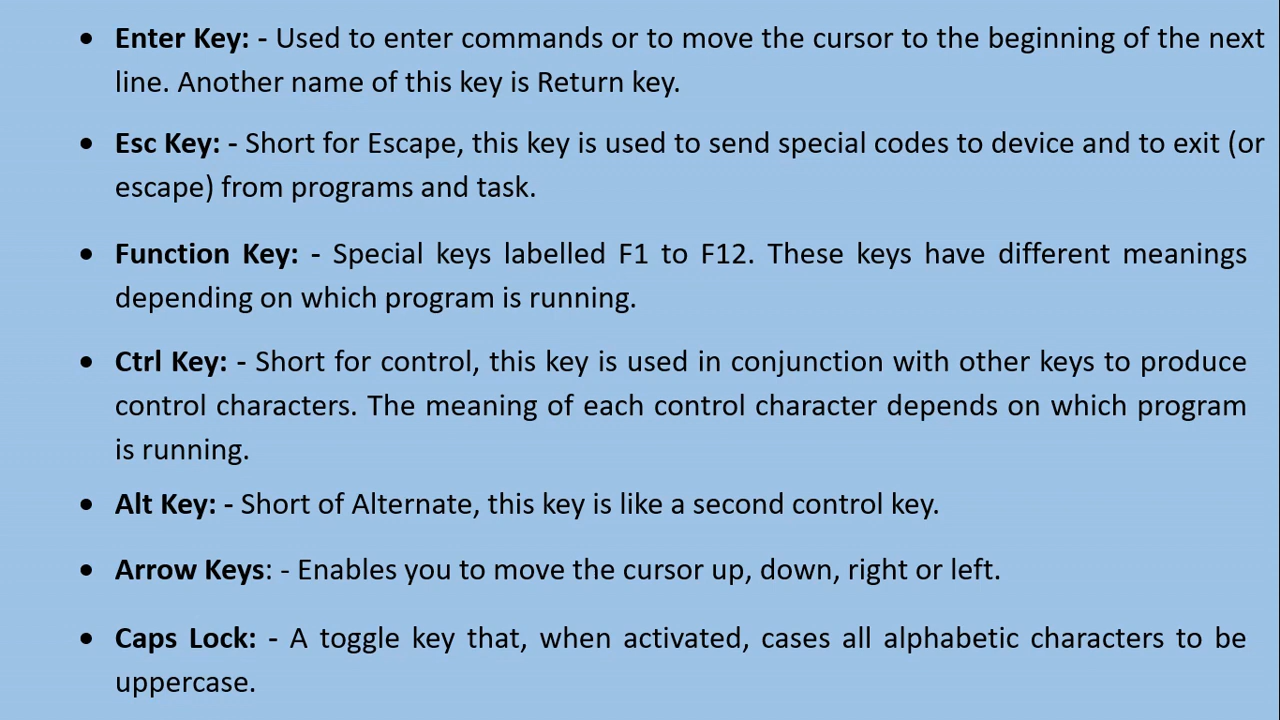 • Enter Key: - Used to enter commands or to move the cursor to the beginning of the next
line. Another name of this key is Return key.
• Esc Key: - Short for Escape, this key is used to send special codes to device and to exit (or
escape) from programs and task.
• Function Key: - Special keys labelled F1 to F12. These keys have different meanings
depending on which program is running.
• Ctrl Key: - Short for control, this key is used in conjunction with other keys to produce
control characters. The meaning of each control character depends on which program
is running.
• Alt Key: - Short of Alternate, this key is like a second control key.
• Arrow Keys: - Enables you to move the cursor up, down, right or left.
• Caps Lock: - A toggle key that, when activated, cases all alphabetic characters to be
uppercase.